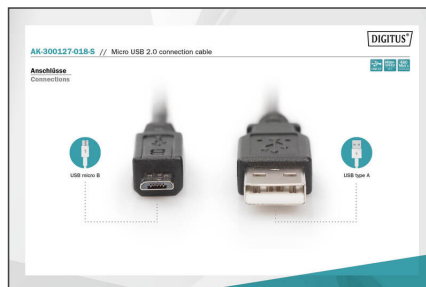 DIGITUS®
AK-300127-018-S // Micro USB 2.0 connection cable
Anschlüsse
Connections
USB micro B
USB type A